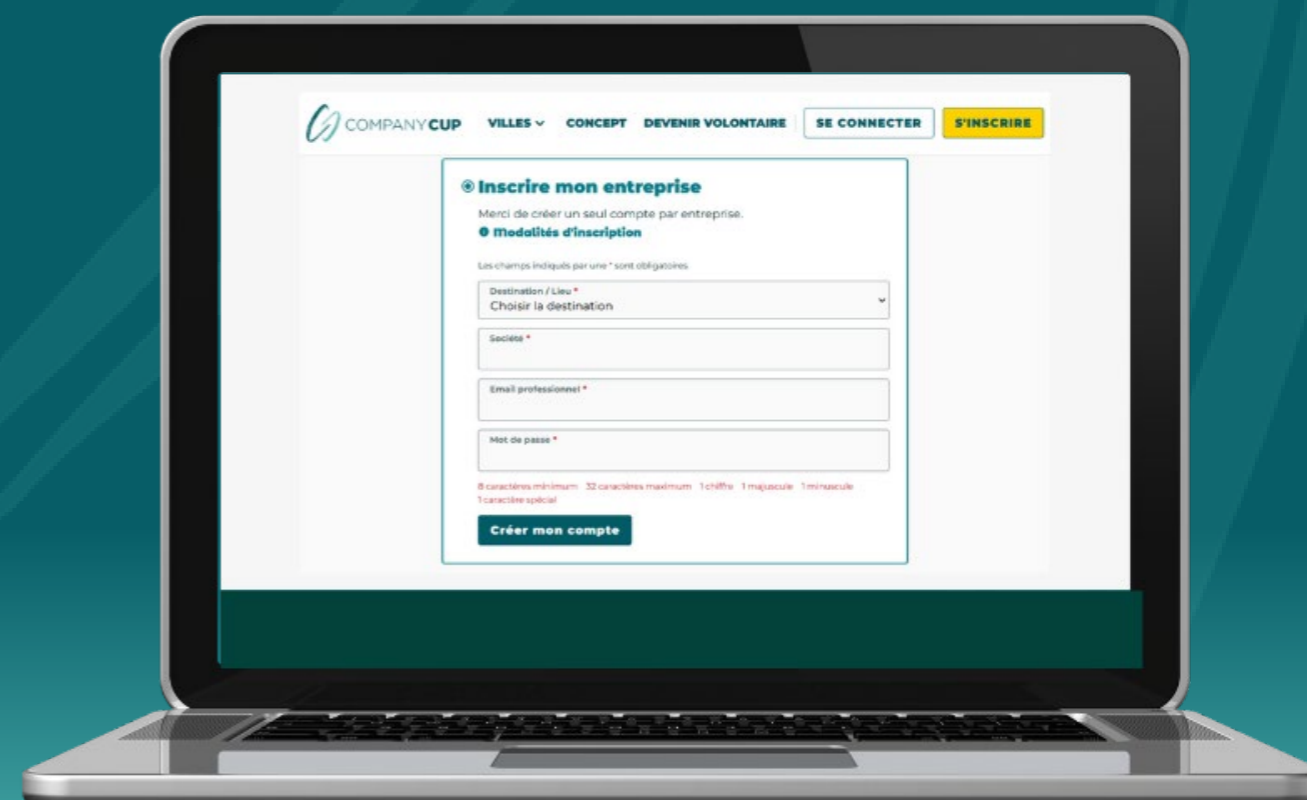 COMPANYCUP VILLES CONCEPT DEVENIR VOLONTAIRE SE CONNECTER S'INSCRIRE
Inscrire mon entreprise
Merci de créer un seul compte par entreprise.
Modalités d'inscription
Les champs indiqués par une * sont obligatoires.
Destination / Lieu *
Choisir la destination
Société *
Email professionnel *
Mot de passe *
8 caractères minimum 32 caractères maximum 1 chiffre 1 majuscule 1 minuscule
1 caractère spécial
Créer mon compte